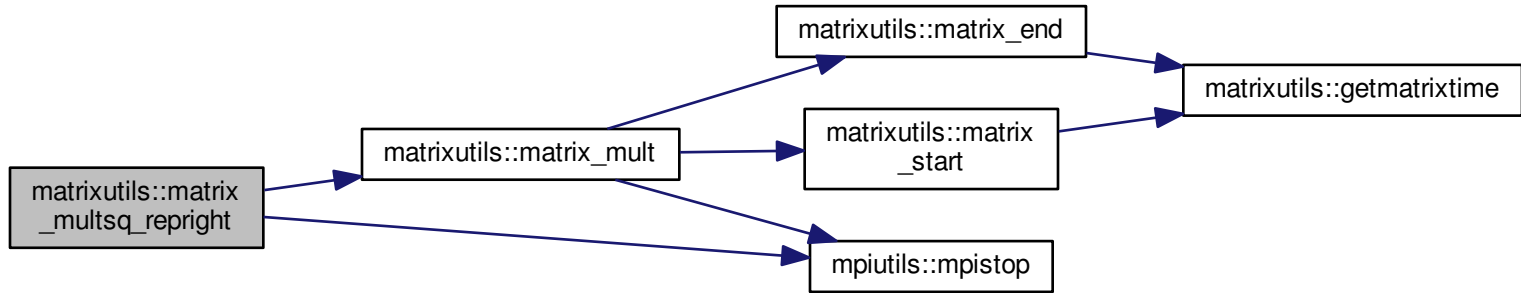 matrixutils::matrix
_multsq_repright
matrixutils::matrix_mult
matrixutils::matrix_end
matrixutils::matrix
_start
mpiutils::mpistop
matrixutils::getmatrixtime